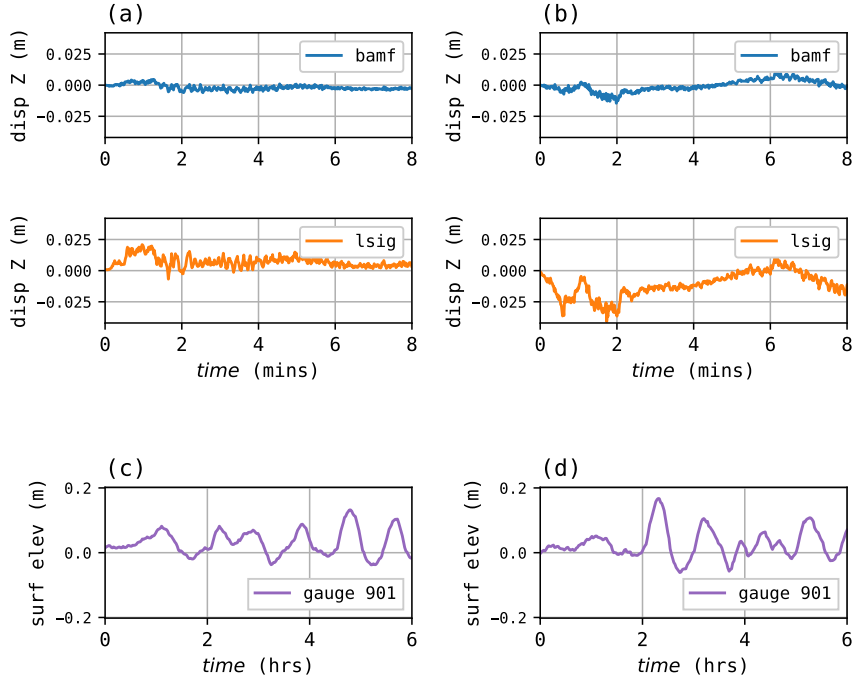 (a)
disp Z (m)
0.025
0.000
−0.025
bamf
0 2 4 6 8
(b)
disp Z (m)
0.025
0.000
−0.025
bamf
0 2 4 6 8
disp Z (m)
0.025
0.000
−0.025
lsig
0 2 4 6 8
time (mins)
disp Z (m)
0.025
0.000
−0.025
lsig
0 2 4 6 8
time (mins)
(c)
surf elev (m)
0.2
0.0
−0.2
gauge 901
0 2 4 6
time (hrs)
(d)
surf elev (m)
0.2
0.0
−0.2
gauge 901
0 2 4 6
time (hrs)